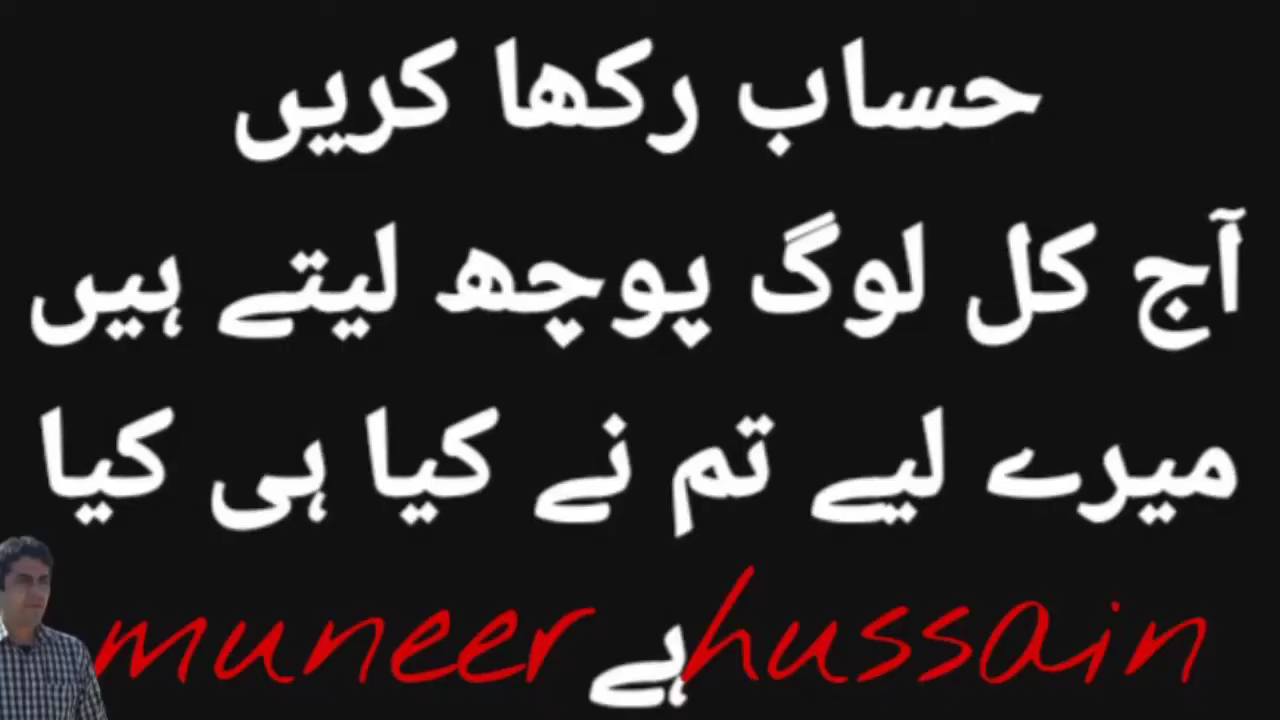 حساب رکھا کریں
آج کل لوگ پوچھ لیتے ہیں
میرے لیے تم نے کیا ہی کیا
ہے
muneer hussain